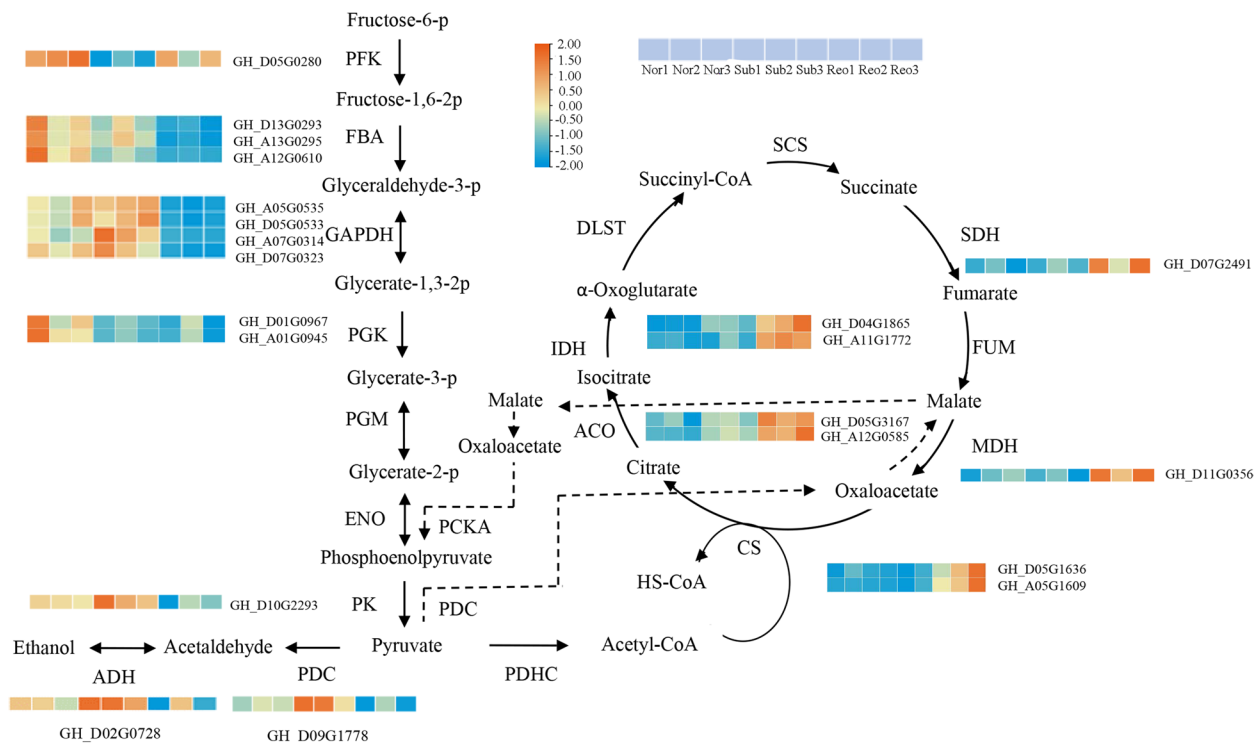 Fructose-6-p
PFK
GH_D05G0280
Fructose-1,6-2p
FBA
GH_D13G0293
GH_A13G0295
GH_A12G0610
Glyceraldehyde-3-p
GAPDH
GH_A05G0535
GH_D05G0533
GH_A07G0314
GH_D07G0323
Glycerate-1,3-2p
PGK
GH_D01G0967
GH_A01G0945
Glycerate-3-p
PGM
Glycerate-2-p
ENO
Phosphoenolpyruvate
PK
GH_D10G2293
Pyruvate
PDC
Acetaldehyde
ADH
Ethanol
GH_D02G0728
GH_D09G1778
2.00
1.50
1.00
0.50
0.00
-0.50
-1.00
-1.50
-2.00
Nor1 Nor2 Nor3 Sub1 Sub2 Sub3 Reo1 Reo2 Reo3
Malate
Oxaloacetate
PCKA
PDC
PDHC
Acetyl-CoA
HS-CoA
CS
GH_D05G1636
GH_A05G1609
Citrate
ACO
GH_D05G3167
GH_A12G0585
Isocitrate
IDH
GH_D04G1865
GH_A11G1772
α-Oxoglutarate
DLST
Succinyl-CoA
SCS
Succinate
SDH
GH_D07G2491
Fumarate
FUM
Malate
MDH
GH_D11G0356
Oxaloacetate